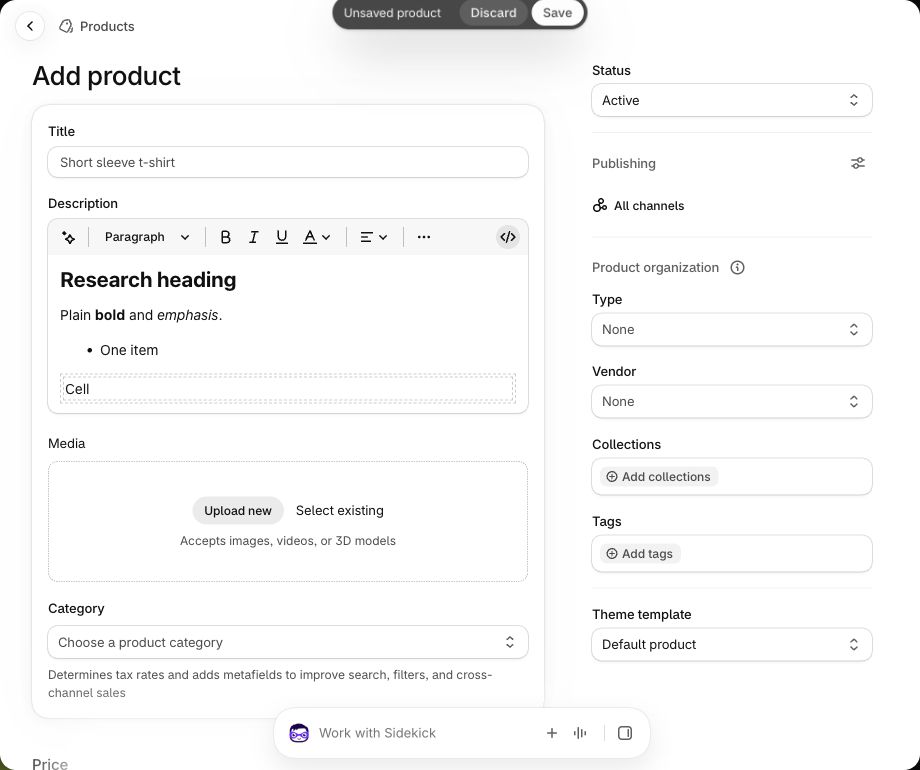 Unsaved product Discard Save
Products
Add product
Title
Short sleeve t-shirt
Description
Paragraph B I U A
Research heading
Plain bold and emphasis.
• One item
Cell
Media
Upload new Select existing
Accepts images, videos, or 3D models
Category
Choose a product category
Determines tax rates and adds metafields to improve search, filters, and cross-
channel sales
Price
Status
Active
Publishing
All channels
Product organization
Type
None
Vendor
None
Collections
Add collections
Tags
Add tags
Theme template
Default product
Work with Sidekick